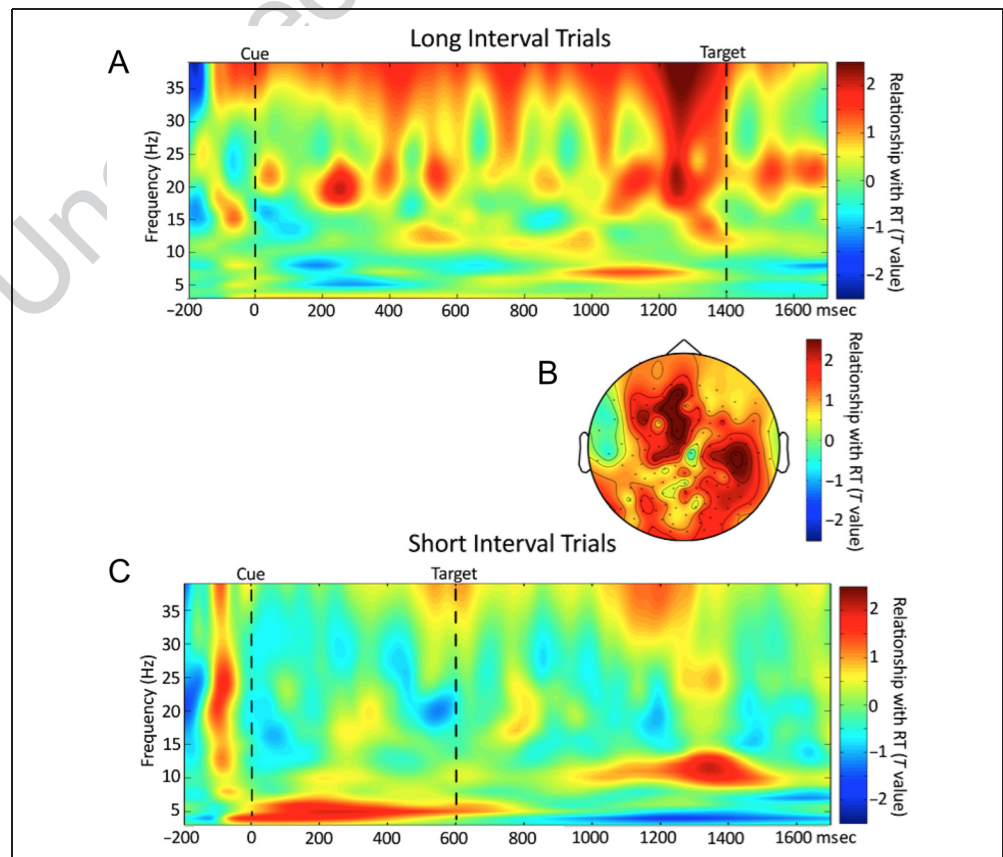 Unc
ed
A
Long Interval Trials
Cue
Target
Frequency (Hz)
35
30
25
20
15
10
5
−200
0
200
400
600
800
1000
1200
1400
1600 msec
2
1
0
−1
−2
Relationship with RT (T value)
B
2
1
0
−1
−2
Relationship with RT (T value)
Short Interval Trials
C
Cue
Target
Frequency (Hz)
35
30
25
20
15
10
5
−200
0
200
400
600
800
1000
1200
1400
1600 msec
2
1
0
−1
−2
Relationship with RT (T value)